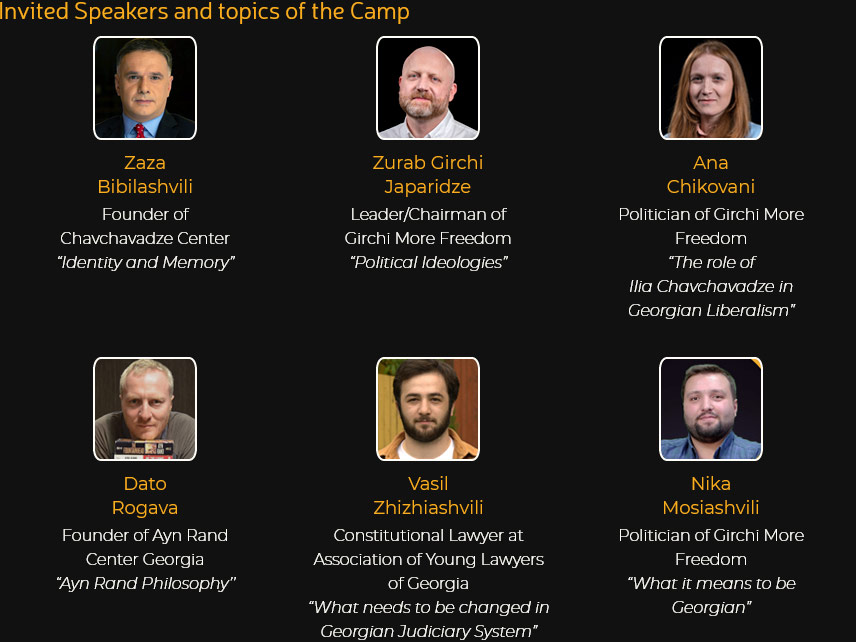 Invited Speakers and topics of the Camp
Zaza
Bibilashvili
Founder of
Chavchavadze Center
“Identity and Memory”
Zurab Girchi
Japaridze
Leader/Chairman of
Girchi More Freedom
“Political Ideologies”
Ana
Chikovani
Politician of Girchi More
Freedom
“The role of
Ilia Chavchavadze in
Georgian Liberalism”
Dato
Rogava
Founder of Ayn Rand
Center Georgia
“Ayn Rand Philosophy”
Vasil
Zhizhiashvili
Constitutional Lawyer at
Association of Young Lawyers
of Georgia
“What needs to be changed in
Georgian Judiciary System”
Nika
Mosiashvili
Politician of Girchi More
Freedom
“What it means to be
Georgian”